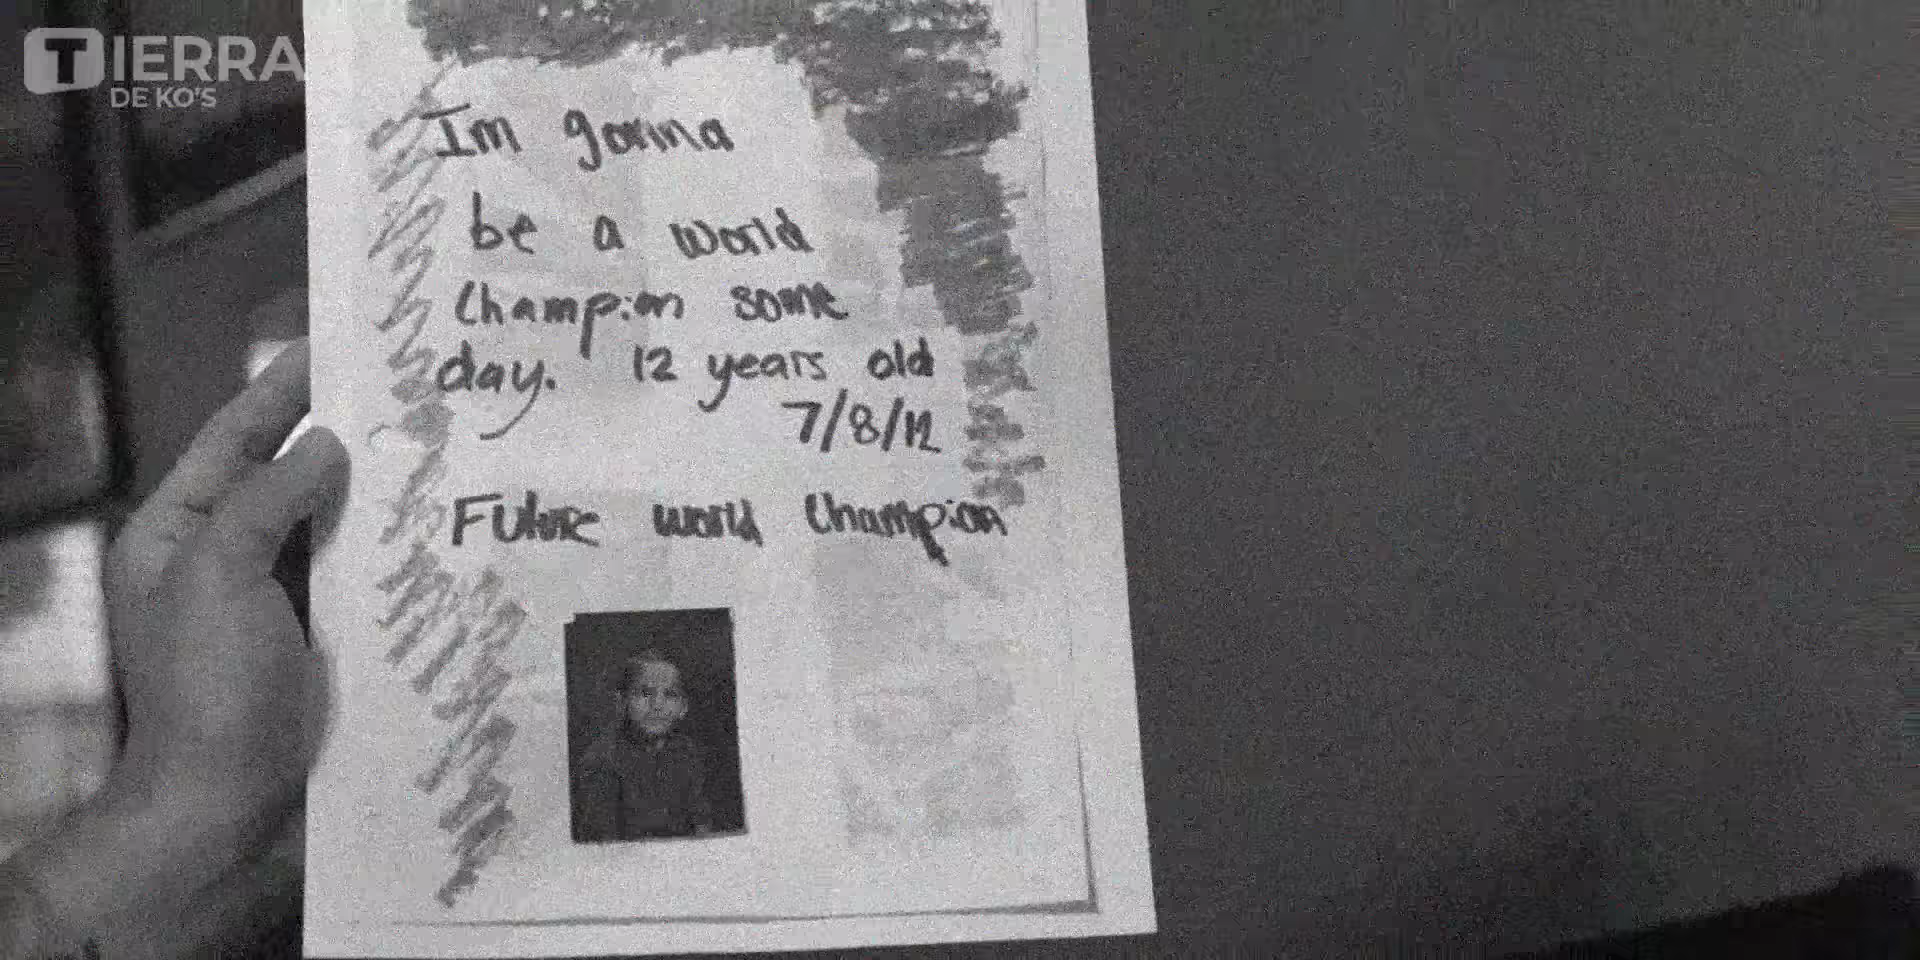 TIERRA
DE KO'S
Im gonna
be a world
Champion some
day. 12 years old
7/8/12
Future world Champion